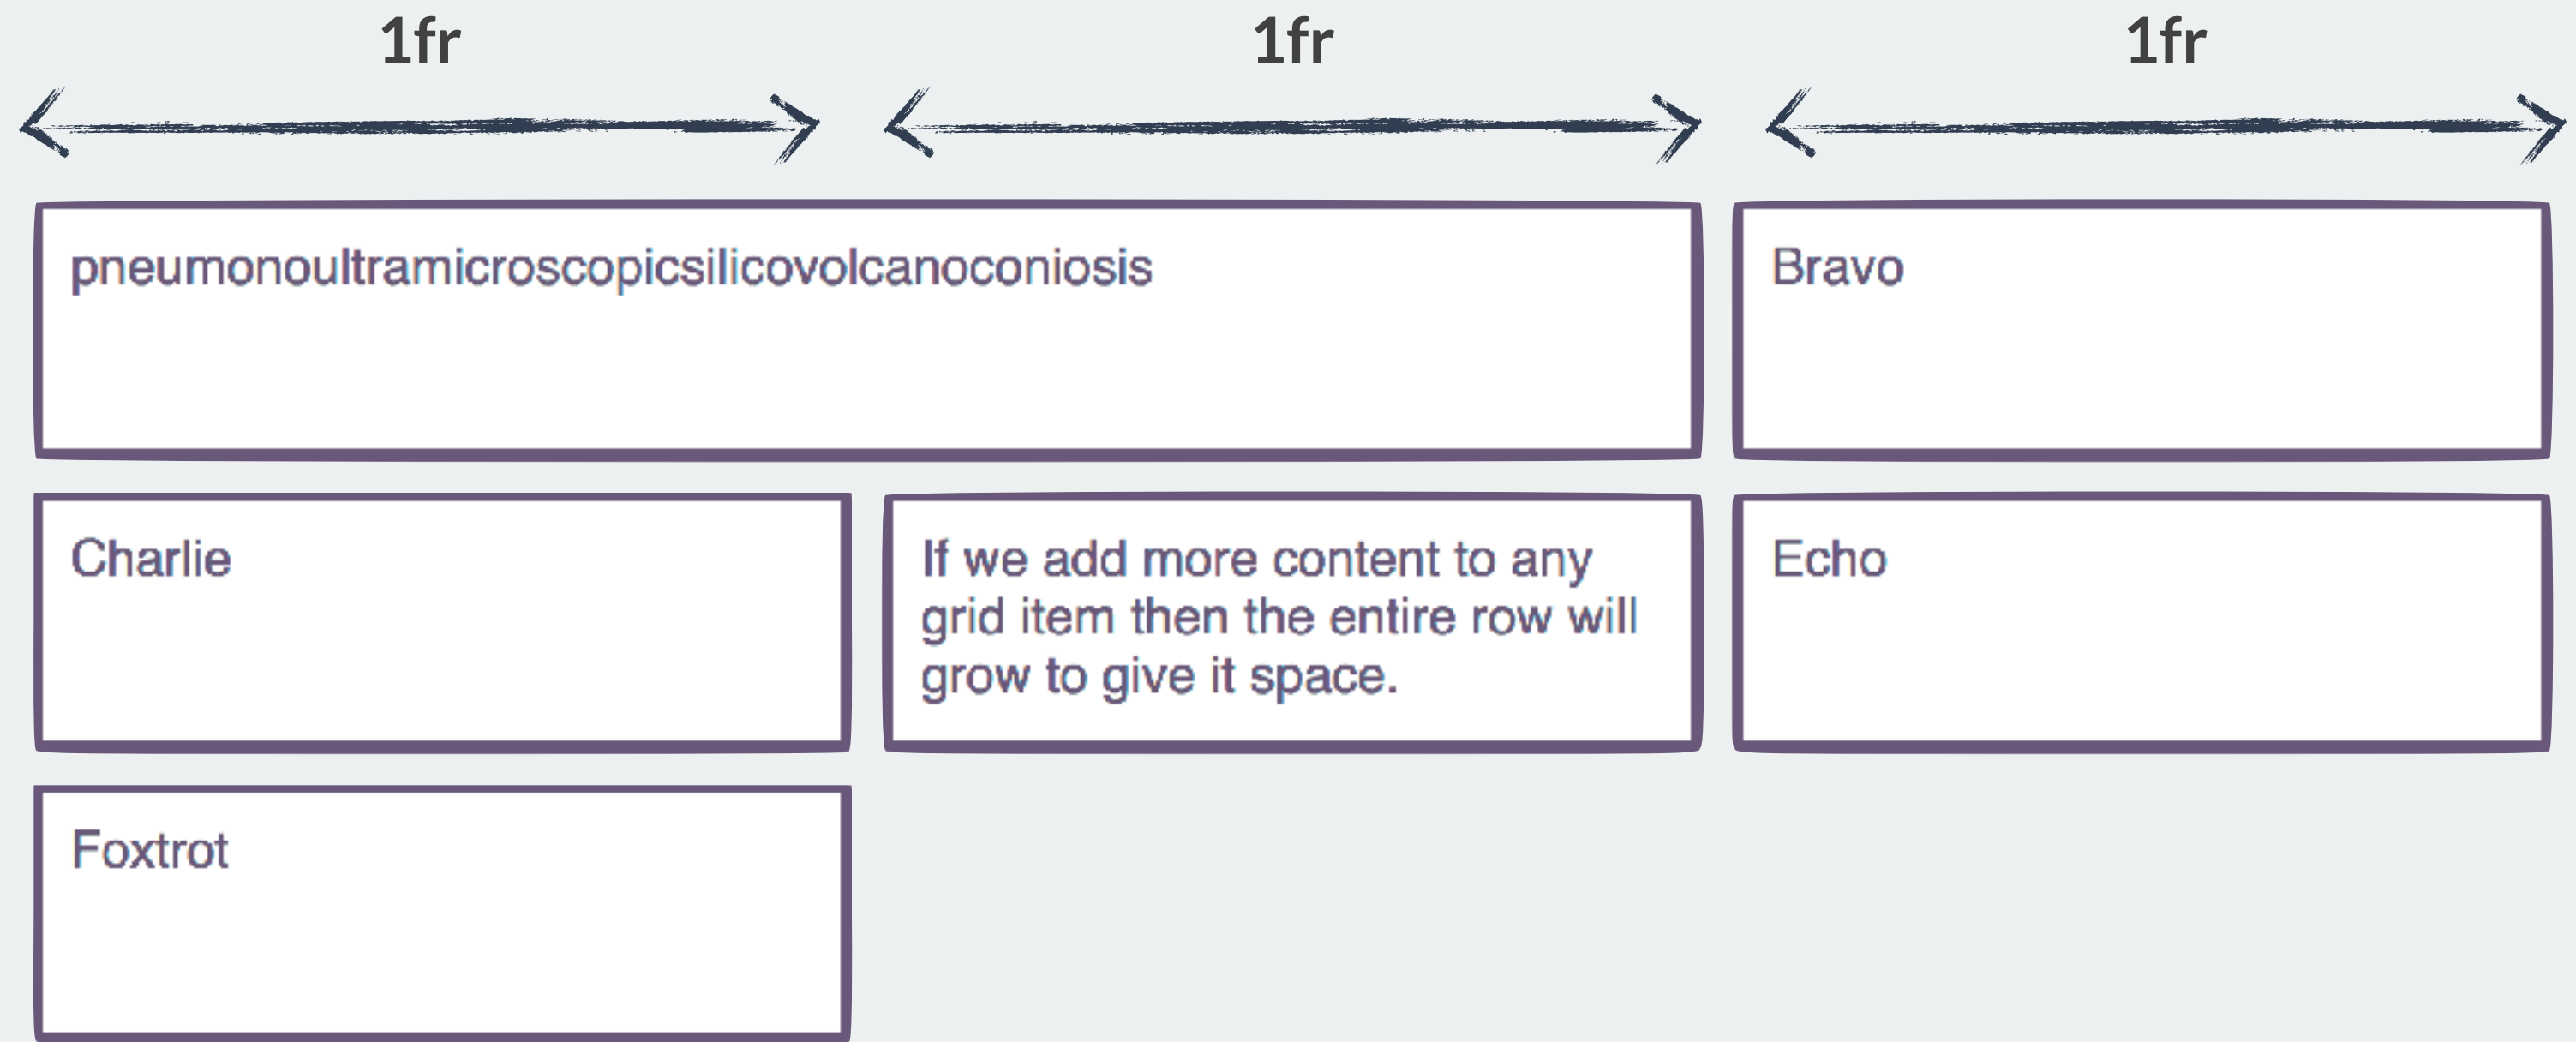 1fr 1fr 1fr
pneumonoultramicroscopicsilicovolcanoconiosis
Bravo
Charlie
If we add more content to any
grid item then the entire row will
grow to give it space.
Echo
Foxtrot